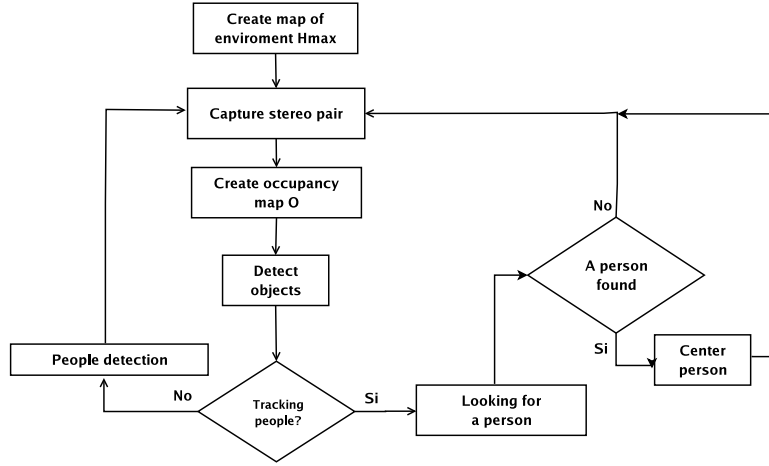 Create map of
enviroment Hmax
Capture stereo pair
Create occupancy
map O
Detect
objects
People detection
No
Tracking
people?
Si
Looking for
a person
No
A person
found
Si
Center
person